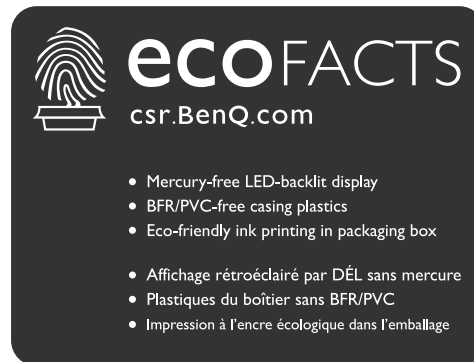 ecoFACTS
csr.BenQ.com
• Mercury-free LED-backlit display
• BFR/PVC-free casing plastics
• Eco-friendly ink printing in packaging box
• Affichage rétroéclairé par DÉL sans mercure
• Plastiques du boîtier sans BFR/PVC
• Impression à l'encre écologique dans l'emballage